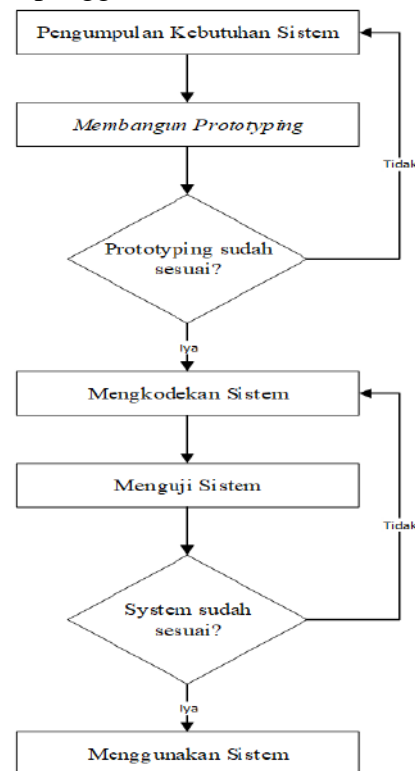 Pengumpulan Kebutuhan Sistem
Membangun Prototyping
Tidak
Prototyping sudah
sesuai?
Iya
Mengkodekan Sistem
Menguji Sistem
Tidak
System sudah
sesuai?
Iya
Menggunakan Sistem